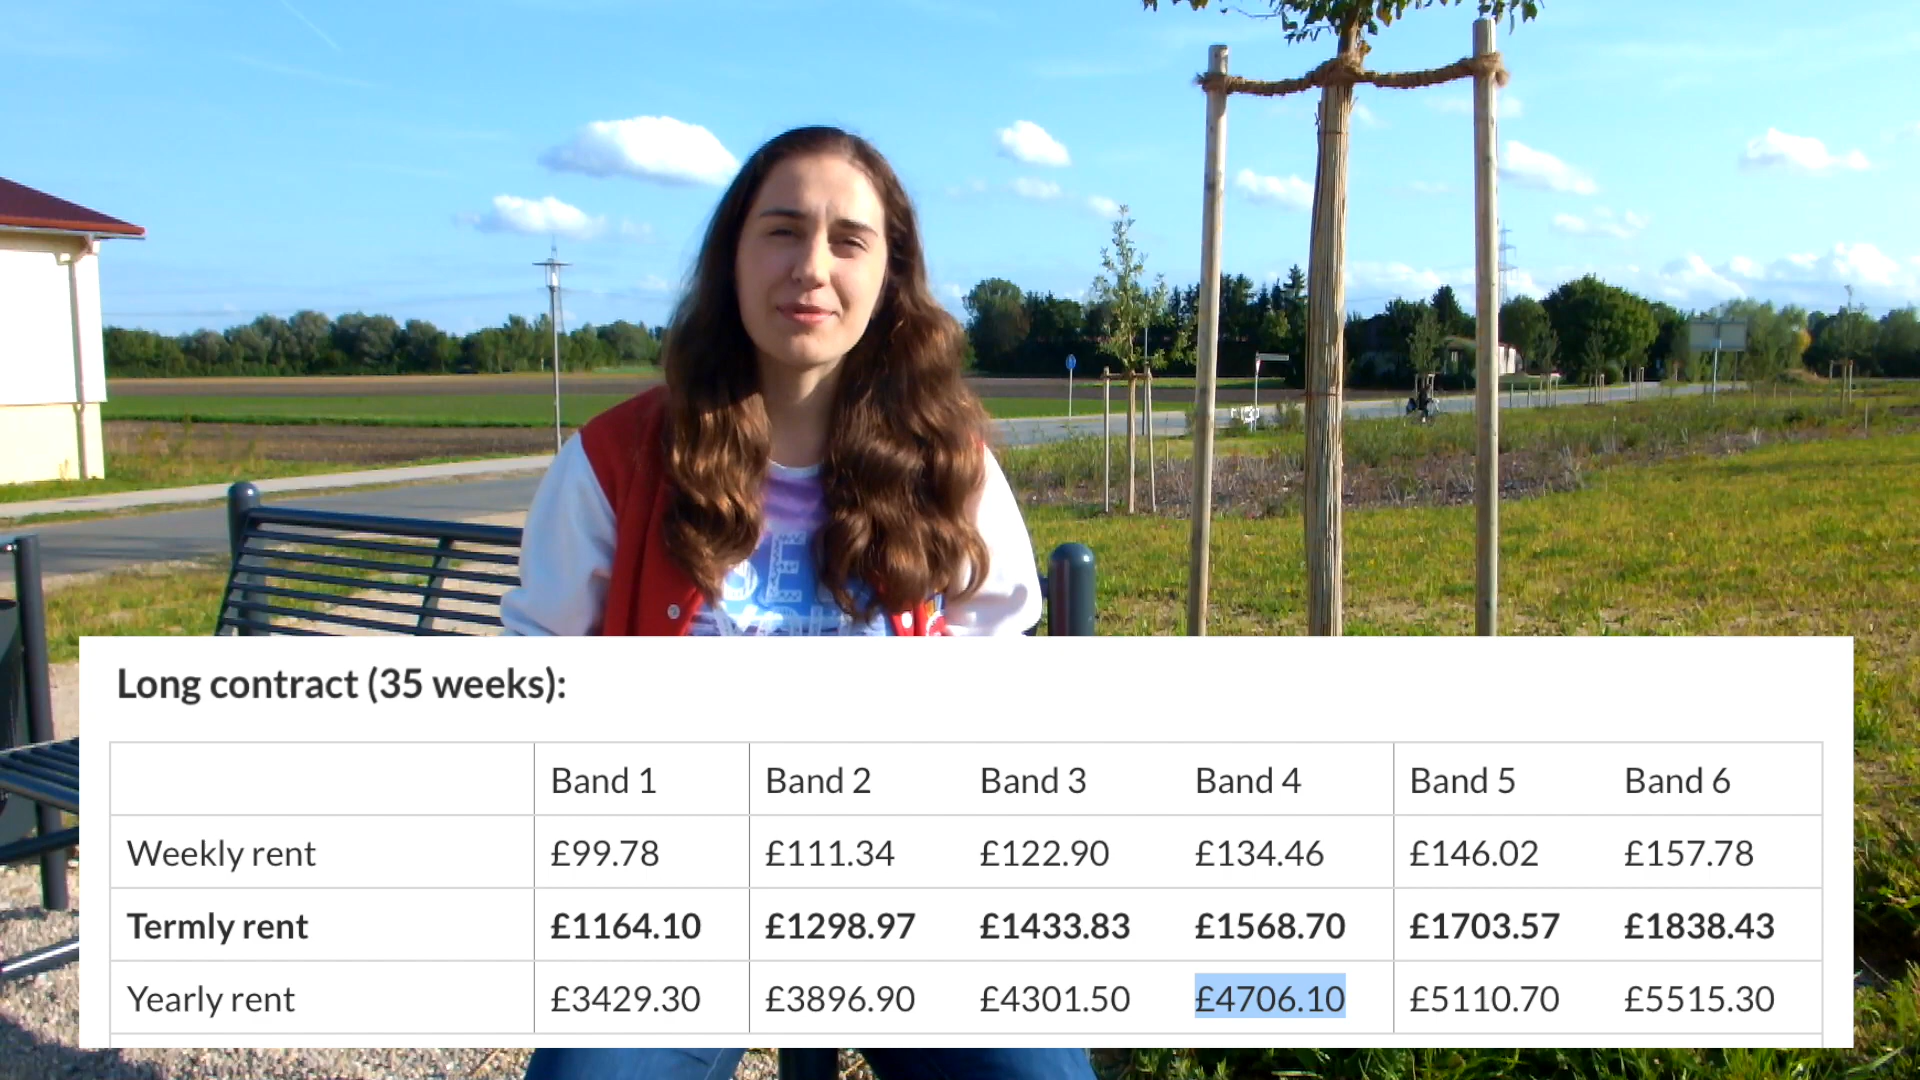 Long contract (35 weeks):
Band 1 Band 2 Band 3 Band 4 Band 5 Band 6
Weekly rent £99.78 £111.34 £122.90 £134.46 £146.02 £157.78
Termly rent £1164.10 £1298.97 £1433.83 £1568.70 £1703.57 £1838.43
Yearly rent £3429.30 £3896.90 £4301.50 £4706.10 £5110.70 £5515.30